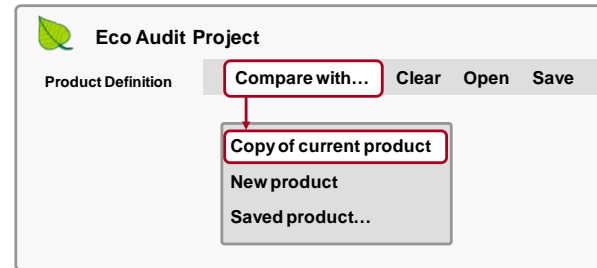 Eco Audit Project
Product Definition Compare with… Clear Open Save
Copy of current product
New product
Saved product…